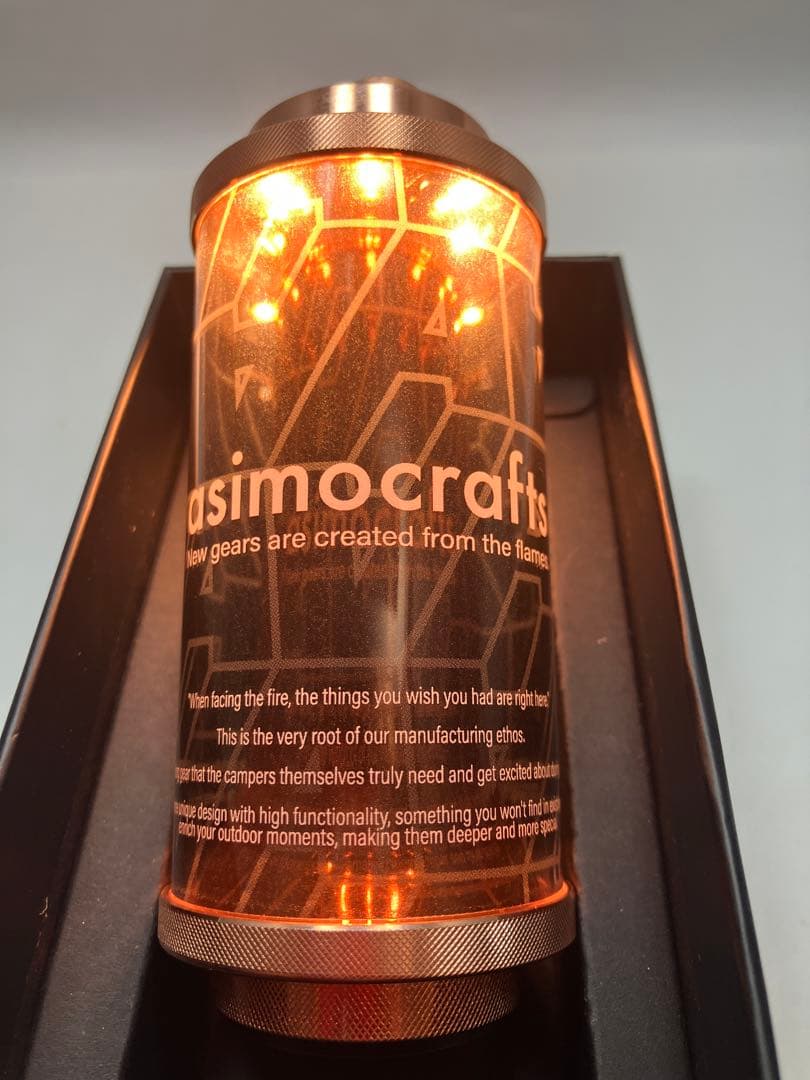 asimocrafts
New gears are created from the flames
"When facing the fire, the things you wish you had are right here."
This is the very root of our manufacturing ethos.
gear that the campers themselves truly need and get excited about
unique design with high functionality, something you won't find in
enrich your outdoor moments, making them deeper and more special